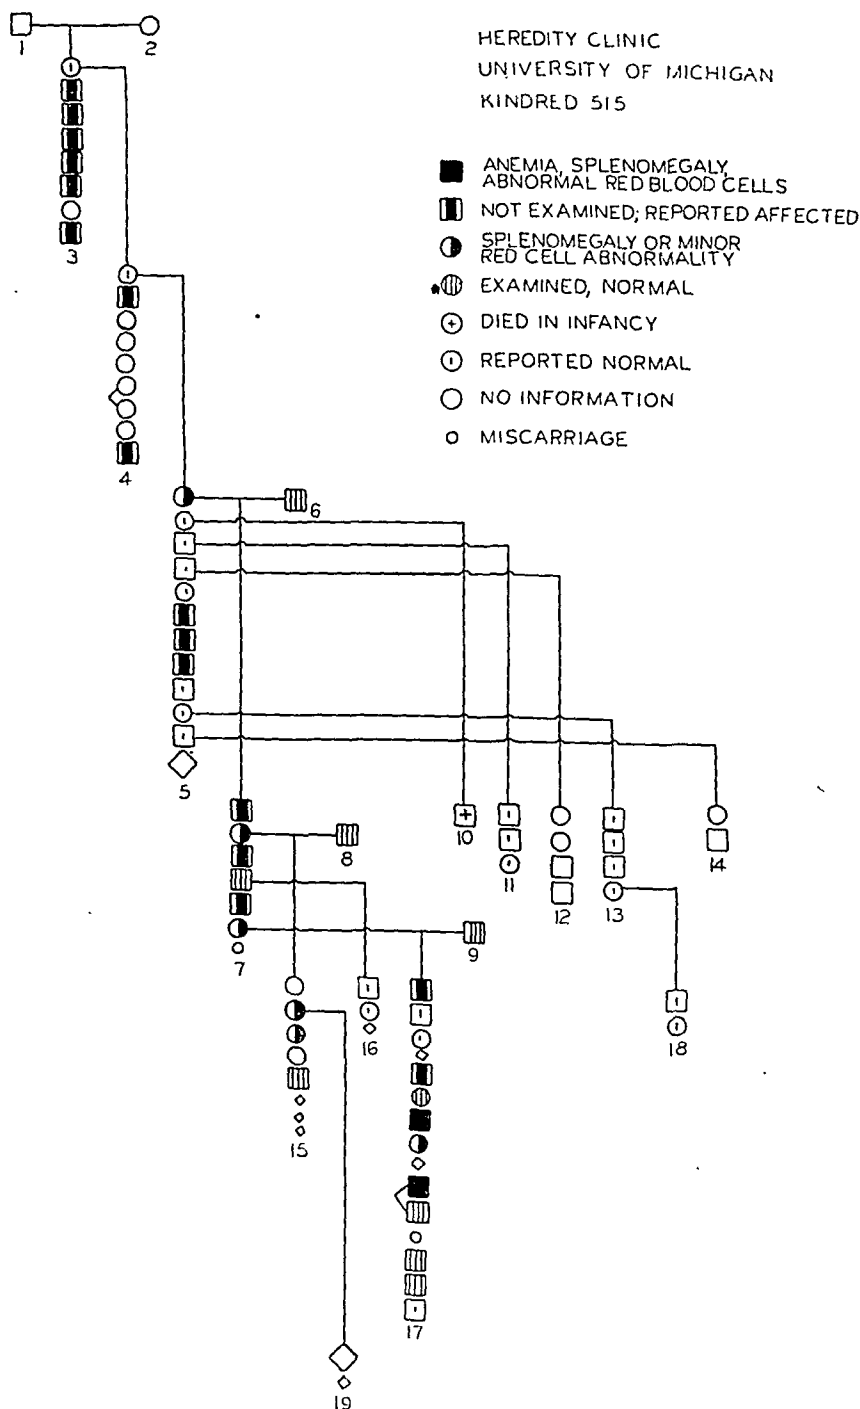 HEREDITY CLINIC
UNIVERSITY OF MICHIGAN
KINDRED 515
ANEMIA, SPLENOMEGALY,
ABNORMAL RED BLOOD CELLS
NOT EXAMINED; REPORTED AFFECTED
SPLENOMEGALY OR MINOR
RED CELL ABNORMALITY
EXAMINED, NORMAL
DIED IN INFANCY
REPORTED NORMAL
NO INFORMATION
MISCARRIAGE
1
2
3
4
5
6
7
8
9
10
11
12
13
14
15
16
17
18
19